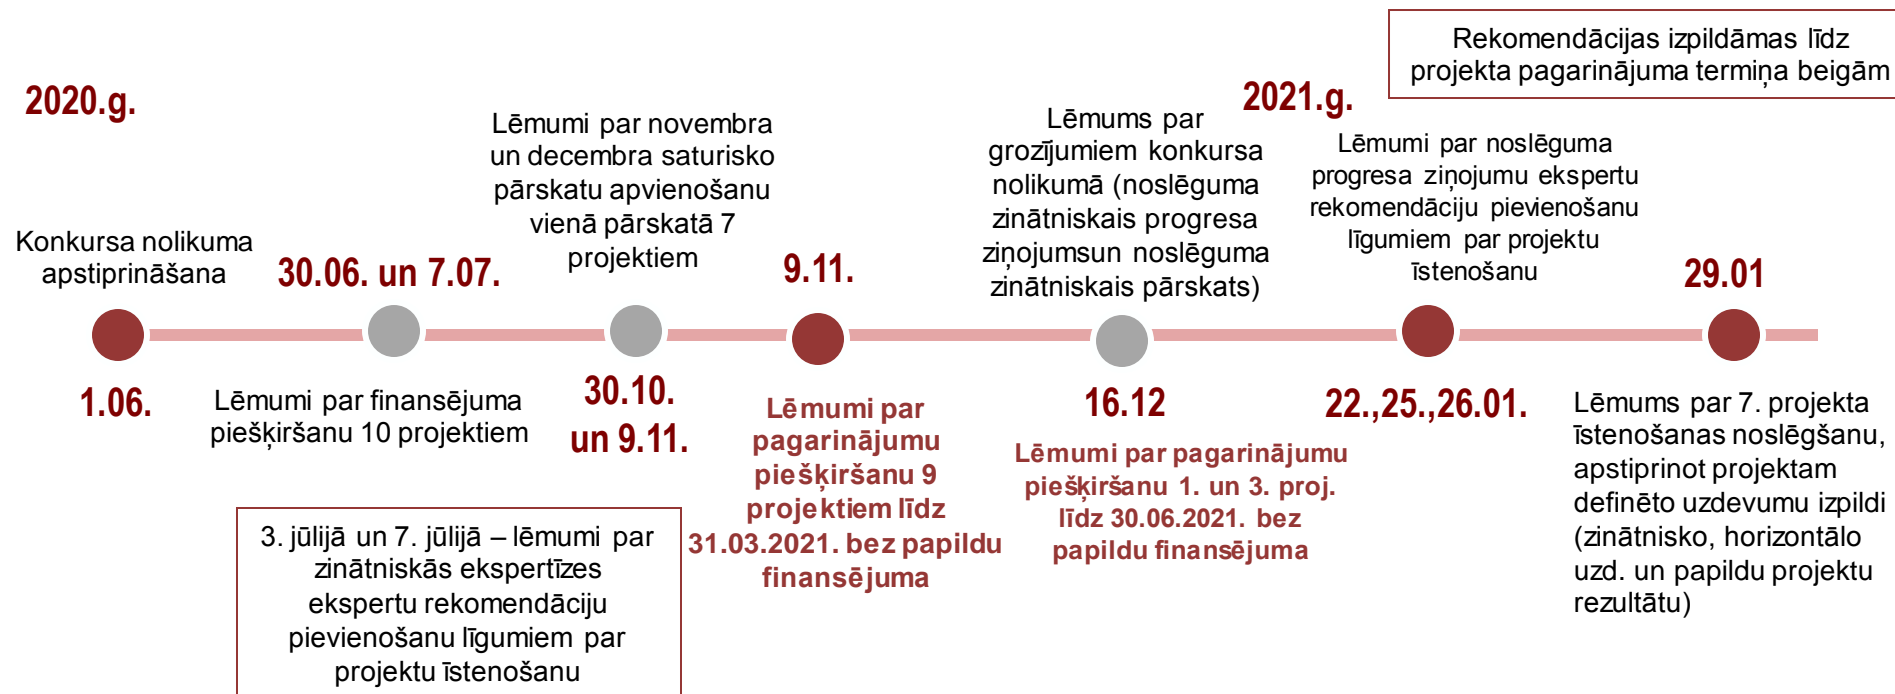 2020.g.
Konkursa nolikuma
apstiprināšana
1.06.
30.06. un 7.07.
Lēmumi par finansējuma
piešķiršanu 10 projektiem
3. jūlijā un 7. jūlijā – lēmumi par
zinātniskās ekspertīzes
ekspertu rekomendāciju
pievienošanu līgumiem par
projektu īstenošanu
Lēmumi par novembra
un decembra saturisko
pārskatu apvienošanu
vienā pārskatā 7
projektiem
30.10.
un 9.11.
9.11.
Lēmumi par
pagarinājumu
piešķiršanu 9
projektiem līdz
31.03.2021. bez papildu
finansējuma
Lēmums par
grozījumiem konkursa
nolikumā (noslēguma
zinātniskais progresa
ziņojumsun noslēguma
zinātniskais pārskats)
16.12
Lēmumi par pagarinājumu
piešķiršanu 1. un 3. proj.
līdz 30.06.2021. bez
papildu finansējuma
2021.g.
Rekomendācijas izpildāmas līdz
projekta pagarinājuma termiņa beigām
Lēmumi par noslēguma
progresa ziņojumu ekspertu
rekomendāciju pievienošanu
līgumiem par projektu
īstenošanu
22.,25.,26.01.
29.01
Lēmums par 7. projekta
īstenošanas noslēgšanu,
apstiprinot projektam
definēto uzdevumu izpildi
(zinātnisko, horizontālo
uzd. un papildu projektu
rezultātu)